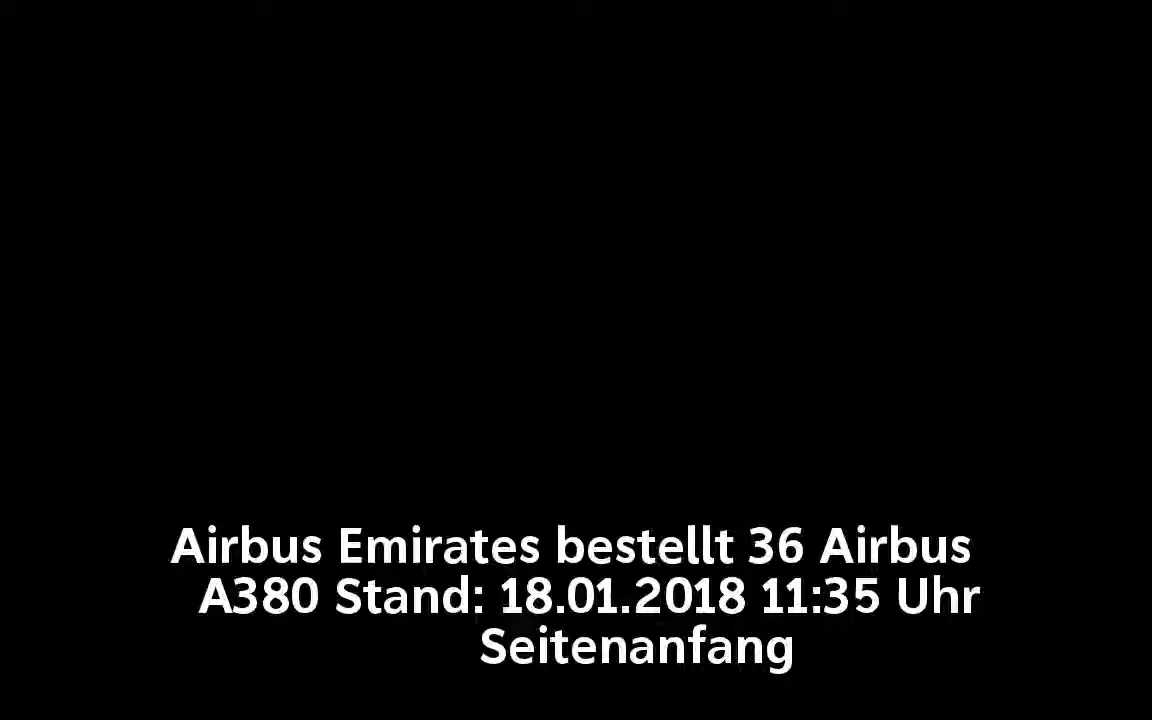 Airbus Emirates bestellt 36 Airbus
A380 Stand: 18.01.2018 11:35 Uhr
Seitenanfang